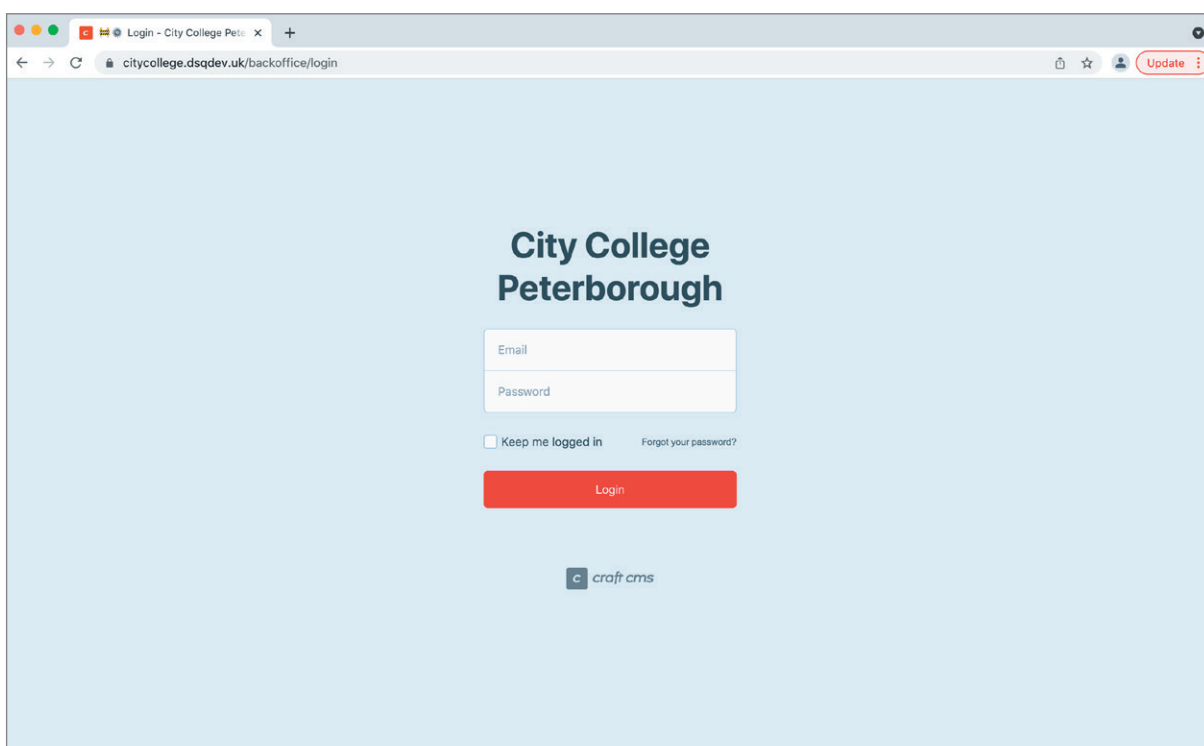 Login - City College Pete
citycollege.dsqdev.uk/backoffice/login
Update
City College
Peterborough
Email
Password
Keep me logged in
Forgot your password?
Login
c craft cms